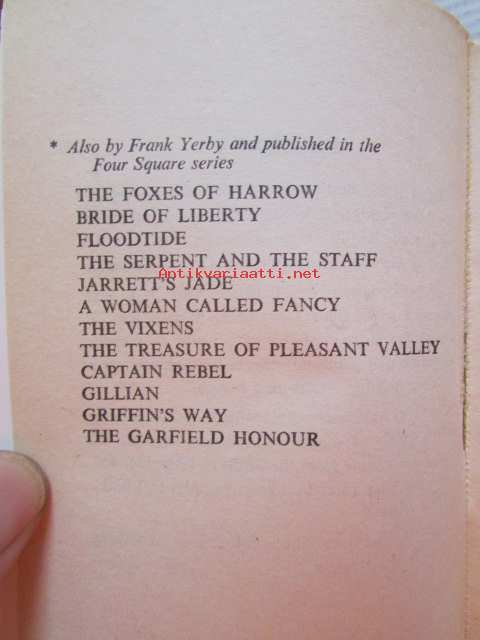 * Also by Frank Yerby and published in the
Four Square series
THE FOXES OF HARROW
BRIDE OF LIBERTY
FLOODTIDE
THE SERPENT AND THE STAFF
Antikvariaatti.net
JARRETT'S JADE
A WOMAN CALLED FANCY
THE VIXENS
THE TREASURE OF PLEASANT VALLEY
CAPTAIN REBEL
GILLIAN
GRIFFIN'S WAY
THE GARFIELD HONOUR